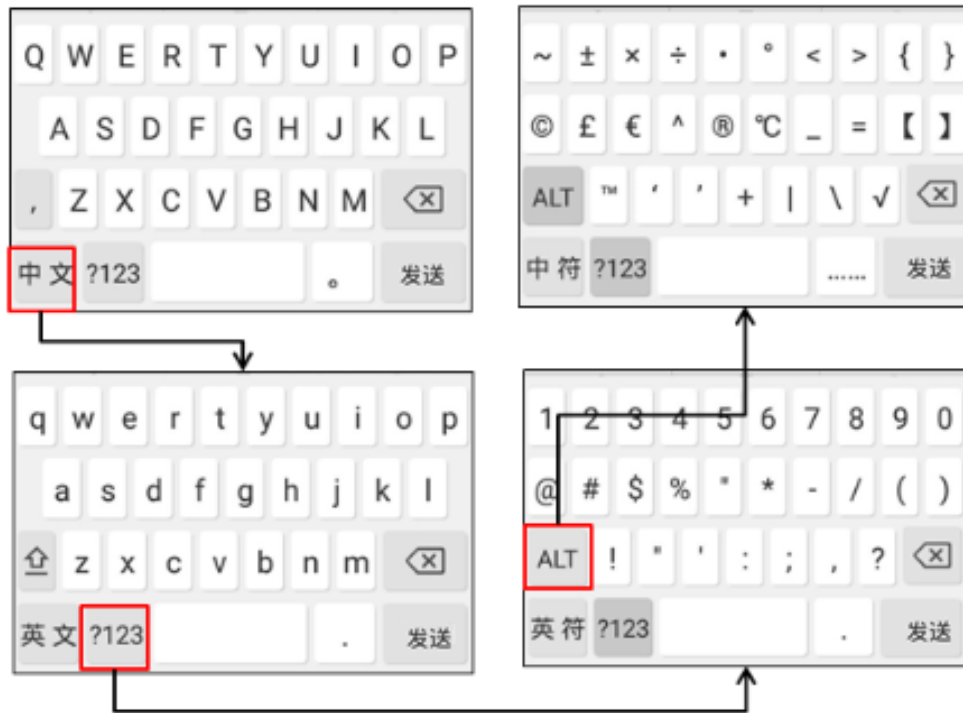 Q W E R T Y U I O P
A S D F G H J K L
, Z X C V B N M
中文 ?123 。 发送
~ ± × ÷ • ° < > { }
© £ € ^ ® ℃ _ = 【 】
ALT ™ ‘ ’ + | \ √
中符 ?123 …… 发送
q w e r t y u i o p
a s d f g h j k l
z x c v b n m
英文 ?123 . 发送
1 2 3 4 5 6 7 8 9 0
@ # $ % " * - / ( )
ALT ! " ' : ; , ?
英符 ?123 . 发送